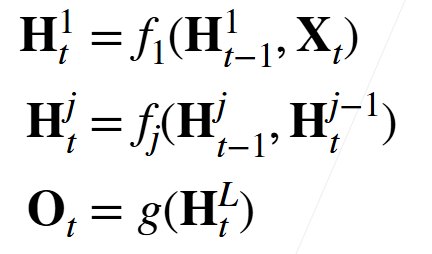 H_t^1 = f_1(H_{t-1}^1, X_t)
H_t^j = f_j(H_{t-1}^j, H_t^{j-1})
O_t = g(H_t^L)